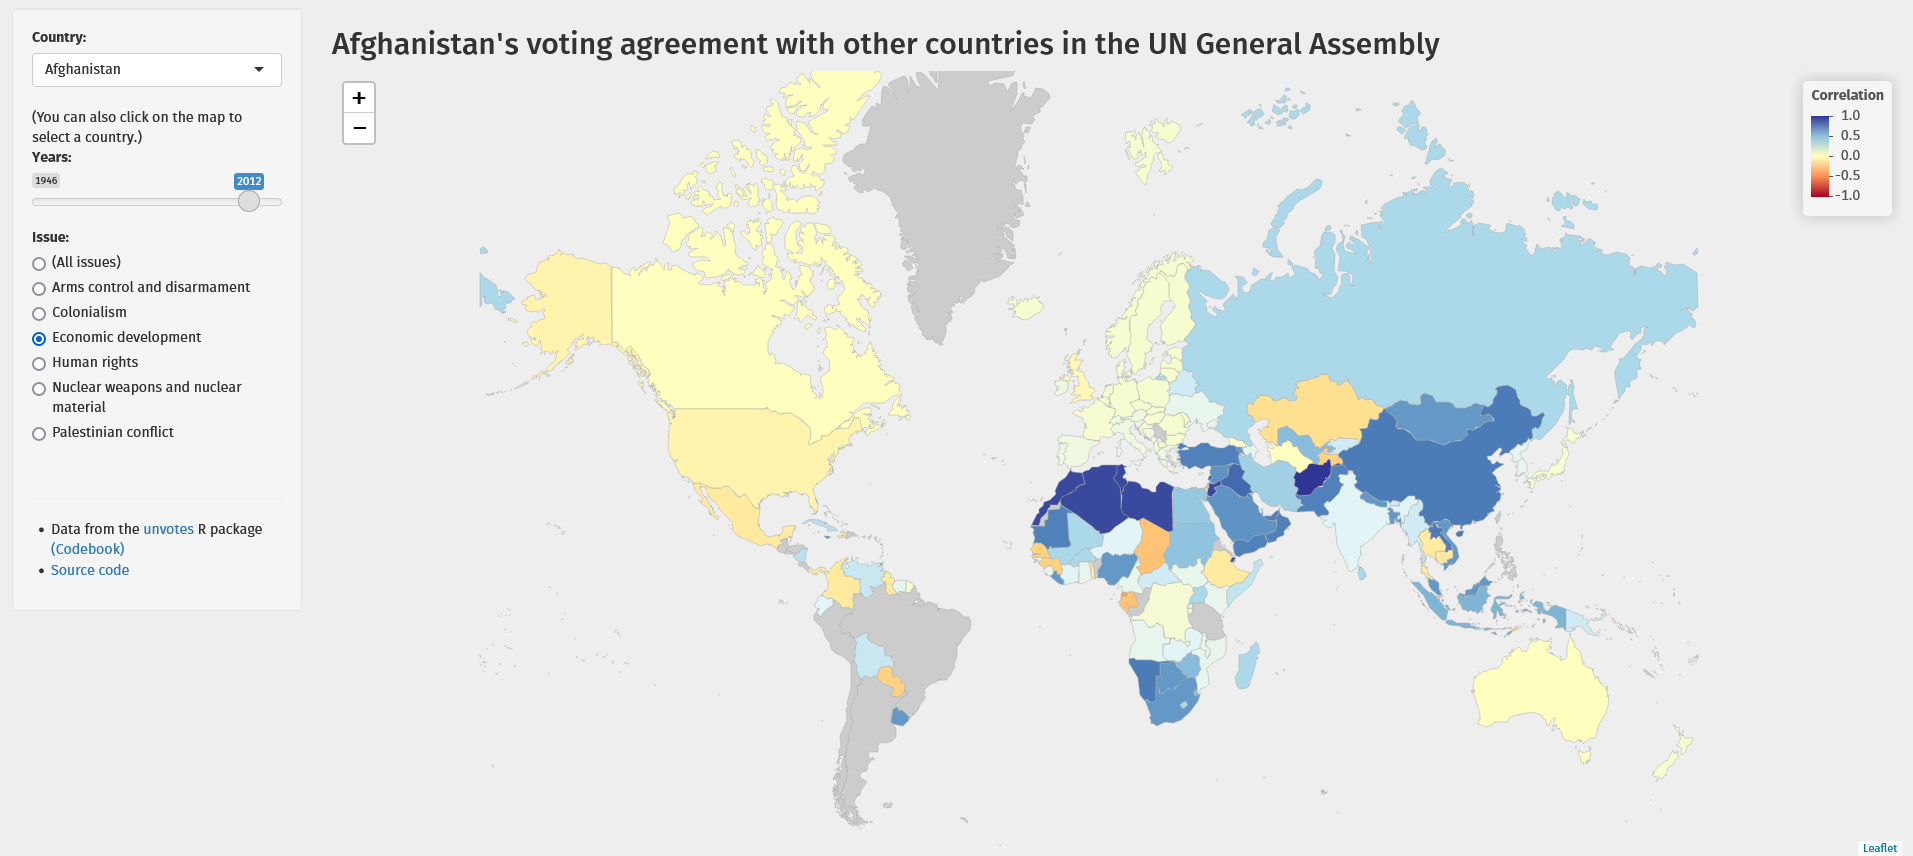 Country:
Afghanistan
(You can also click on the map to
select a country.)
Years:
1946
2012
Issue:
(All issues)
Arms control and disarmament
Colonialism
Economic development
Human rights
Nuclear weapons and nuclear
material
Palestinian conflict
• Data from the unvotes R package
(Codebook)
• Source code
Afghanistan's voting agreement with other countries in the UN General Assembly
+
−
Correlation
1.0
0.5
0.0
-0.5
-1.0
Leaflet